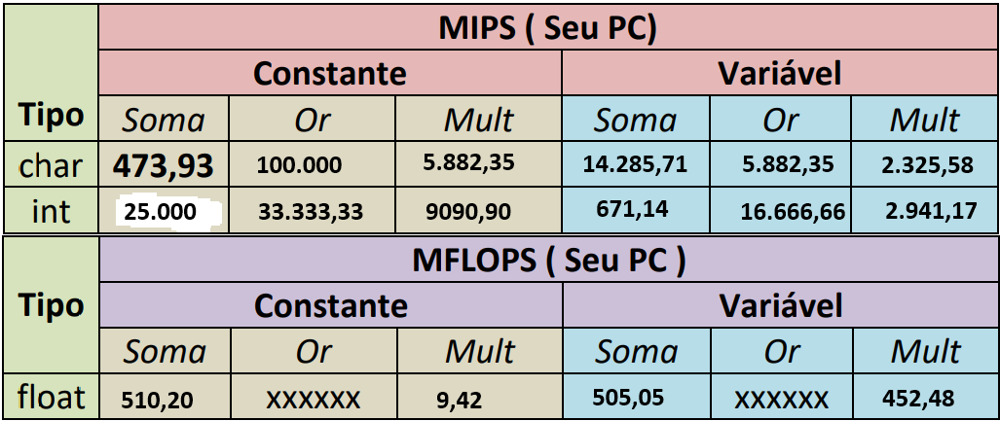 MIPS ( Seu PC)
Constante Variável
Tipo Soma Or Mult Soma Or Mult
char 473,93 100.000 5.882,35 14.285,71 5.882,35 2.325,58
int 25.000 33.333,33 9090,90 671,14 16.666,66 2.941,17
MFLOPS ( Seu PC )
Tipo Constante Variável
Soma Or Mult Soma Or Mult
float 510,20 XXXXXX 9,42 505,05 XXXXXX 452,48